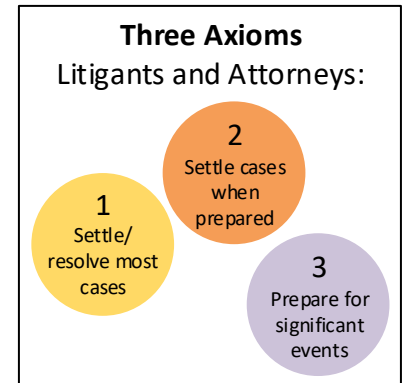 Three Axioms
Litigants and Attorneys:
1
Settle/
resolve most
cases
2
Settle cases
when
prepared
3
Prepare for
significant
events